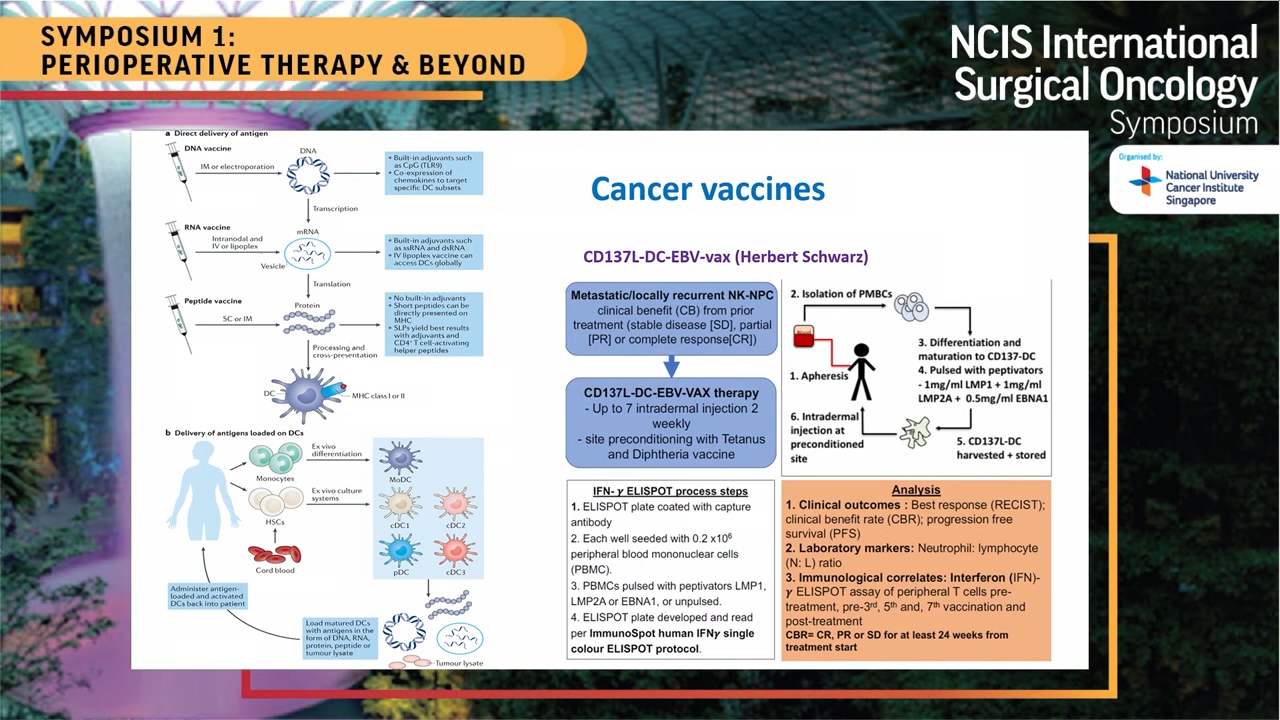 SYMPOSIUM 1:
PERIOPERATIVE THERAPY & BEYOND
NCIS International
Surgical Oncology
Symposium
Organised by:
National University
Cancer Institute
Singapore
a Direct delivery of antigen
DNA vaccine
IM or electroporation
DNA
• Built-in adjuvants such
as CpG (TLR9)
• Co-expression of
chemokines to target
specific DC subsets
Transcription
RNA vaccine
Intranodal and
IV or lipoplex
mRNA
Vesicle
• Built-in adjuvants such
as ssRNA and dsRNA
• IV lipoplex vaccine can
access DCs globally
Translation
Peptide vaccine
SC or IM
Protein
• No built-in adjuvants
• Short peptides can be
directly presented on
MHC
• SLPs yield best results
with adjuvants and
CD4⁺ T cell-activating
helper peptides
Processing and
cross-presentation
DC
MHC class I or II
b Delivery of antigens loaded on DCs
Ex vivo
differentiation
Monocytes
MoDC
Ex vivo culture
systems
HSCs
cDC1
cDC2
Cord blood
pDC
cDC3
Administer antigen-
loaded and activated
DCs back into patient
Load matured DCs
with antigens in the
form of DNA, RNA,
protein, peptide or
tumour lysate
Tumour lysate
Cancer vaccines
CD137L-DC-EBV-vax (Herbert Schwarz)
Metastatic/locally recurrent NK-NPC
clinical benefit (CB) from prior
treatment (stable disease [SD], partial
[PR] or complete response[CR])
CD137L-DC-EBV-VAX therapy
- Up to 7 intradermal injection 2
weekly
- site preconditioning with Tetanus
and Diphtheria vaccine
2. Isolation of PMBCs
Blood
1. Apheresis
3. Differentiation and
maturation to CD137-DC
4. Pulsed with peptivators
- 1mg/ml LMP1 + 1mg/ml
LMP2A + 0.5mg/ml EBNA1
6. Intradermal
injection at
preconditioned
site
5. CD137L-DC
harvested + stored
IFN- γ ELISPOT process steps
1. ELISPOT plate coated with capture
antibody
2. Each well seeded with 0.2 x10⁶
peripheral blood mononuclear cells
(PBMC).
3. PBMCs pulsed with peptivators LMP1,
LMP2A or EBNA1, or unpulsed.
4. ELISPOT plate developed and read
per ImmunoSpot human IFNγ single
colour ELISPOT protocol.
Analysis
1. Clinical outcomes : Best response (RECIST);
clinical benefit rate (CBR); progression free
survival (PFS)
2. Laboratory markers: Neutrophil: lymphocyte
(N: L) ratio
3. Immunological correlates: Interferon (IFN)-
γ ELISPOT assay of peripheral T cells pre-
treatment, pre-3ʳᵈ, 5ᵗʰ and, 7ᵗʰ vaccination and
post-treatment
CBR= CR, PR or SD for at least 24 weeks from
treatment start